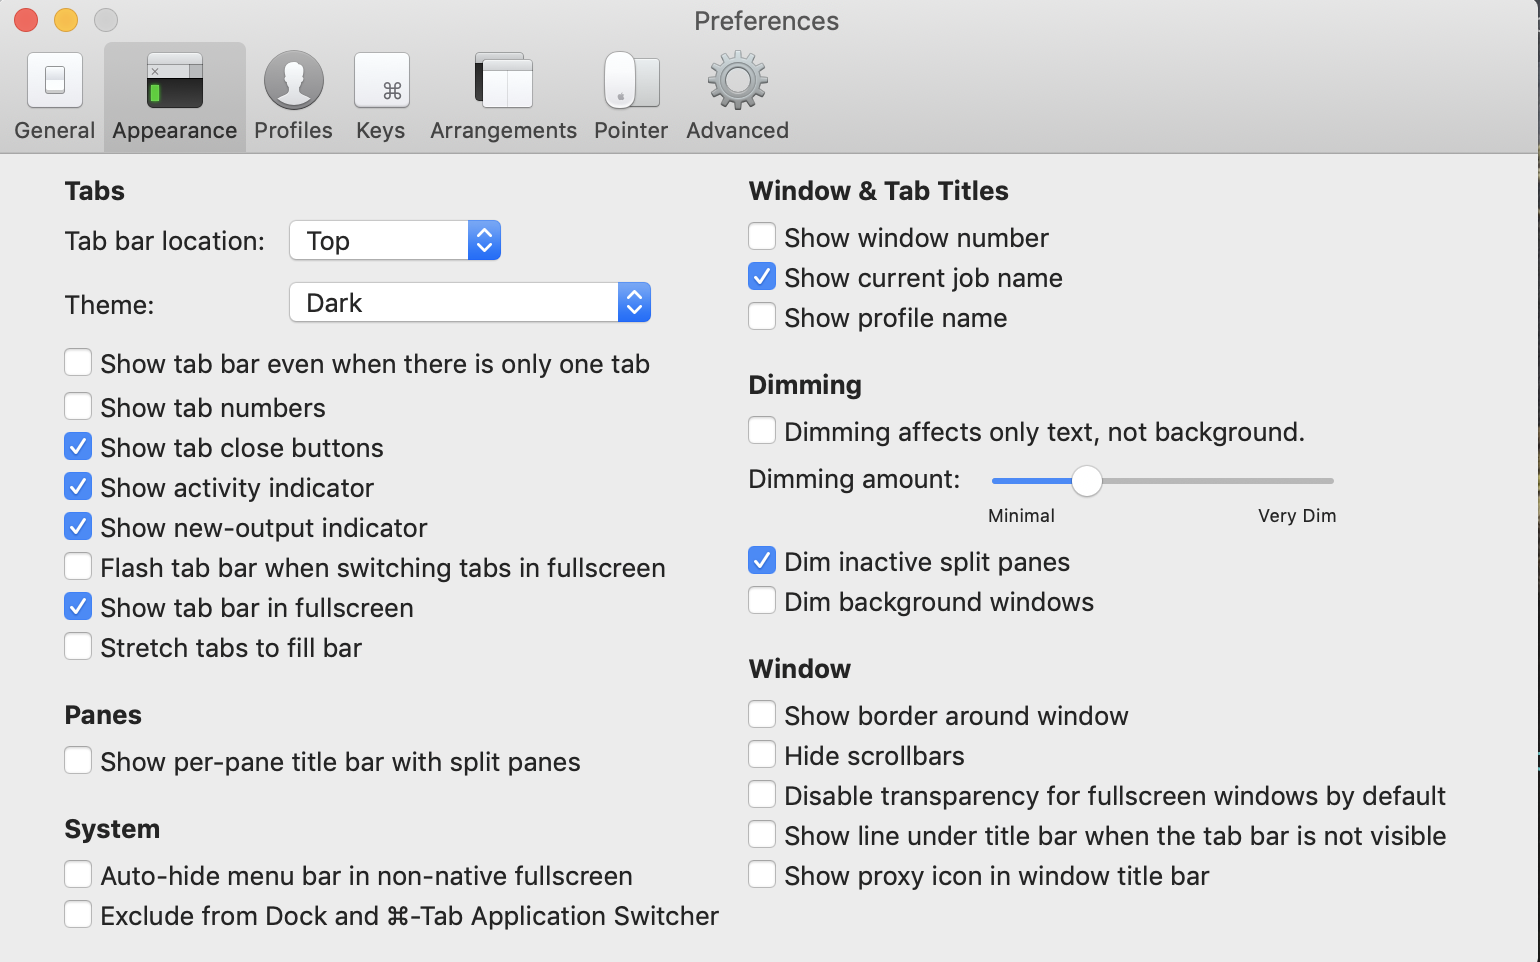 Preferences
General Appearance Profiles Keys Arrangements Pointer Advanced
Tabs
Tab bar location: Top
Theme: Dark
Show tab bar even when there is only one tab
Show tab numbers
Show tab close buttons
Show activity indicator
Show new-output indicator
Flash tab bar when switching tabs in fullscreen
Show tab bar in fullscreen
Stretch tabs to fill bar
Panes
Show per-pane title bar with split panes
System
Auto-hide menu bar in non-native fullscreen
Exclude from Dock and ⌘-Tab Application Switcher
Window & Tab Titles
Show window number
Show current job name
Show profile name
Dimming
Dimming affects only text, not background.
Dimming amount:
Minimal Very Dim
Dim inactive split panes
Dim background windows
Window
Show border around window
Hide scrollbars
Disable transparency for fullscreen windows by default
Show line under title bar when the tab bar is not visible
Show proxy icon in window title bar